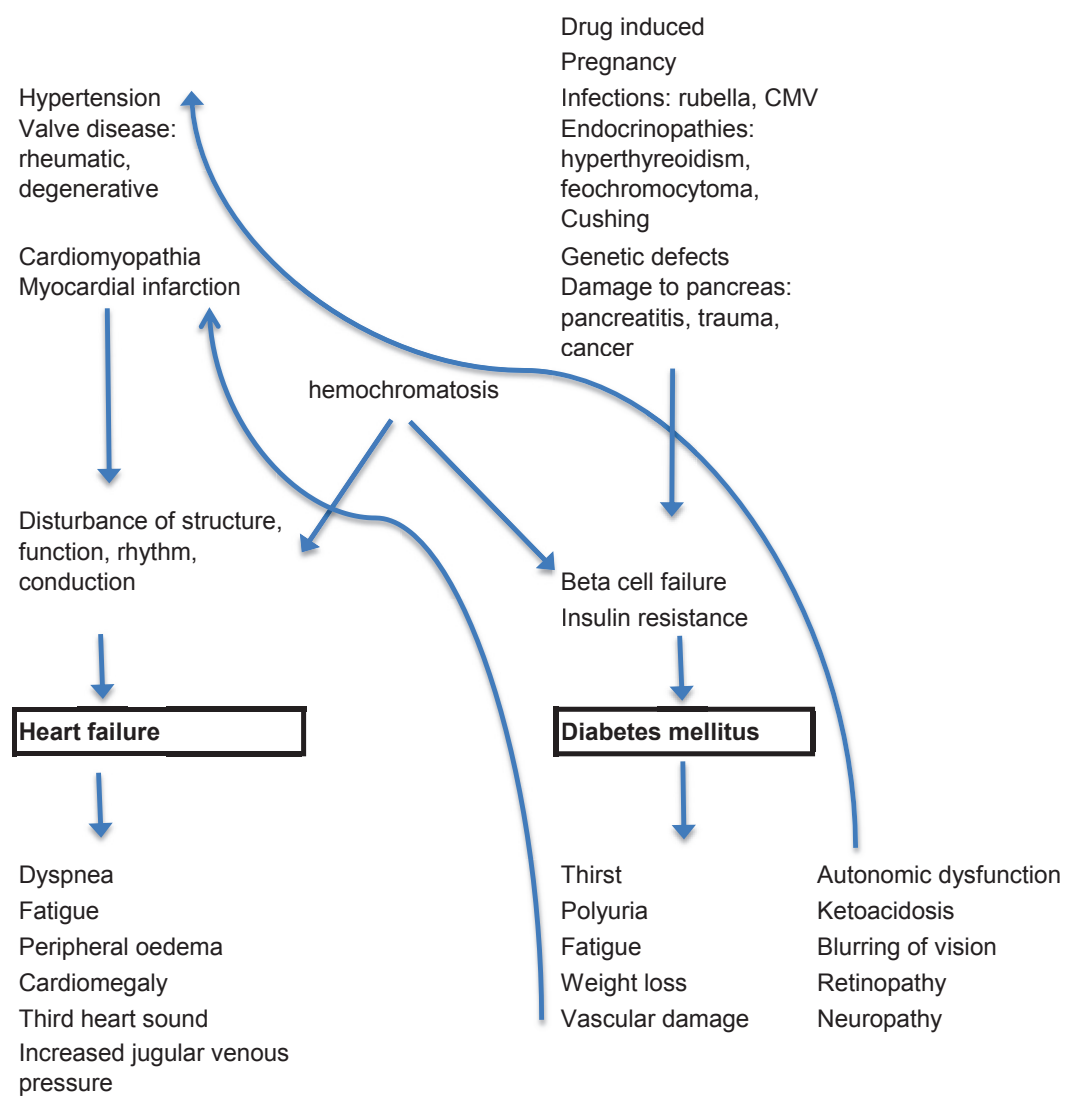 Drug induced
Pregnancy
Infections: rubella, CMV
Endocrinopathies:
hyperthyreoidism,
feochromocytoma,
Cushing
Genetic defects
Damage to pancreas:
pancreatitis, trauma,
cancer
Hypertension
Valve disease:
rheumatic,
degenerative
Cardiomyopathia
Myocardial infarction
hemochromatosis
Disturbance of structure,
function, rhythm,
conduction
Beta cell failure
Insulin resistance
Heart failure
Diabetes mellitus
Dyspnea
Fatigue
Peripheral oedema
Cardiomegaly
Third heart sound
Increased jugular venous
pressure
Thirst
Polyuria
Fatigue
Weight loss
Vascular damage
Autonomic dysfunction
Ketoacidosis
Blurring of vision
Retinopathy
Neuropathy